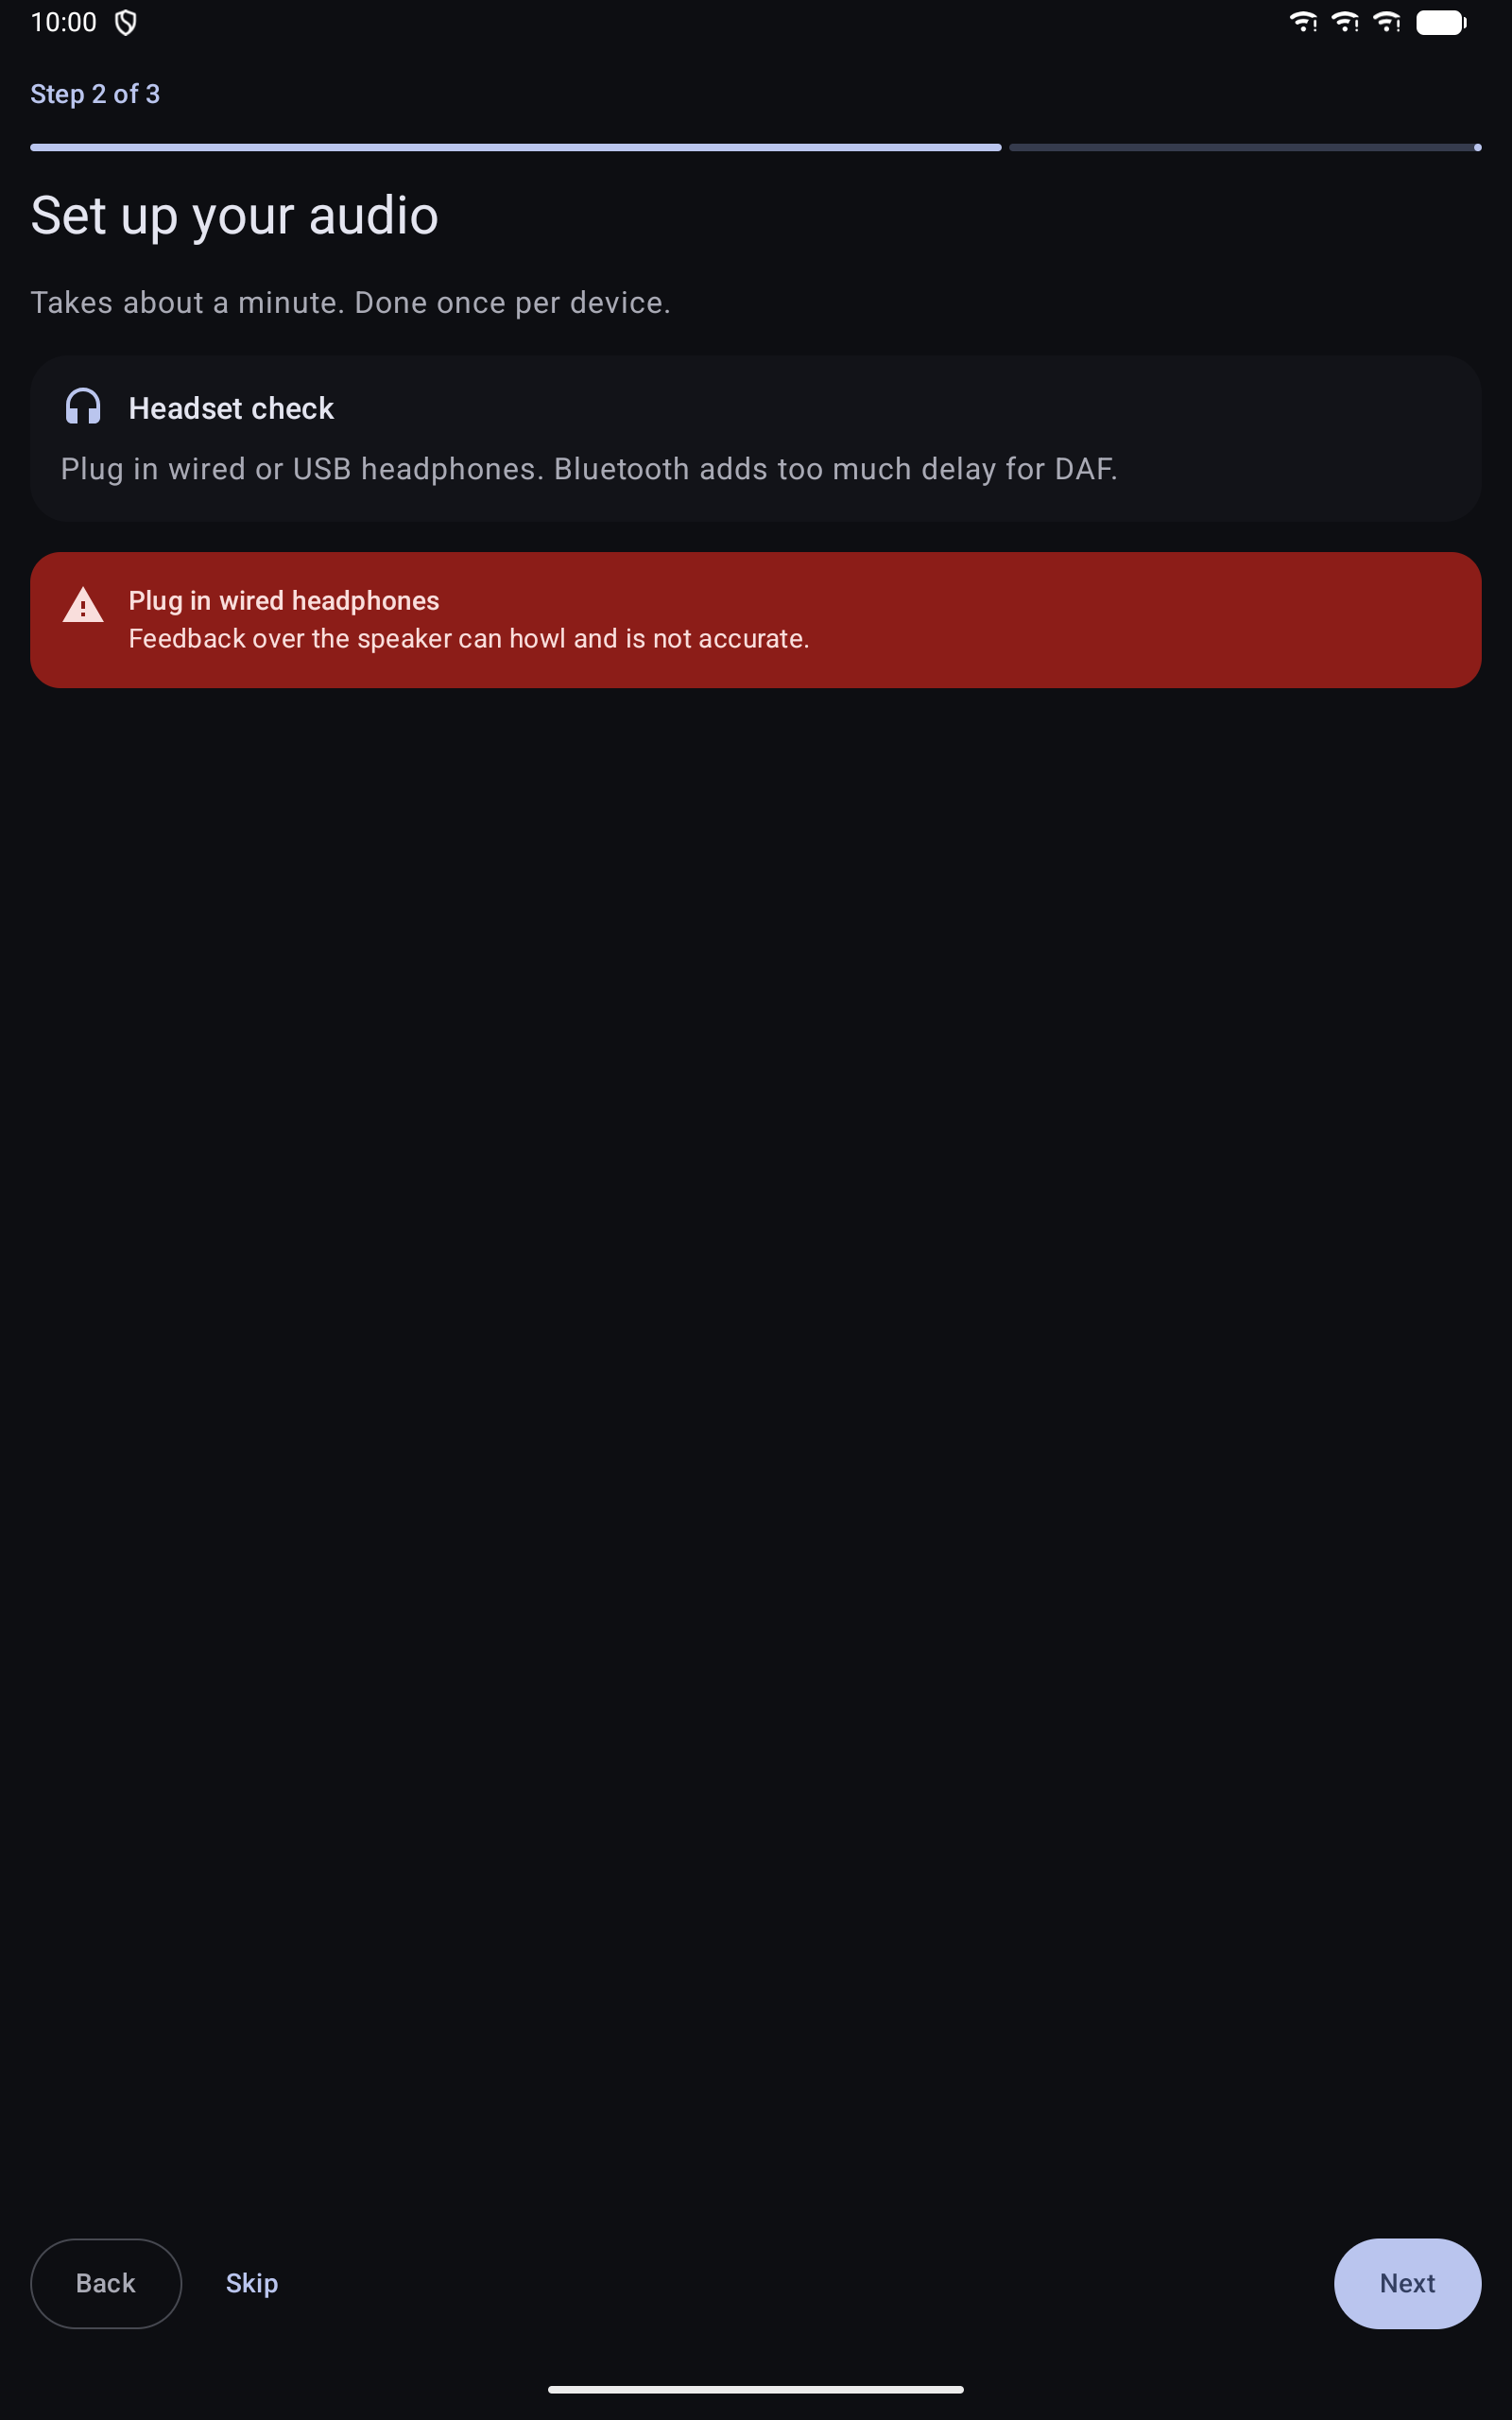 10:00
Step 2 of 3
Set up your audio
Takes about a minute. Done once per device.
Headset check
Plug in wired or USB headphones. Bluetooth adds too much delay for DAF.
Plug in wired headphones
Feedback over the speaker can howl and is not accurate.
Back
Skip
Next